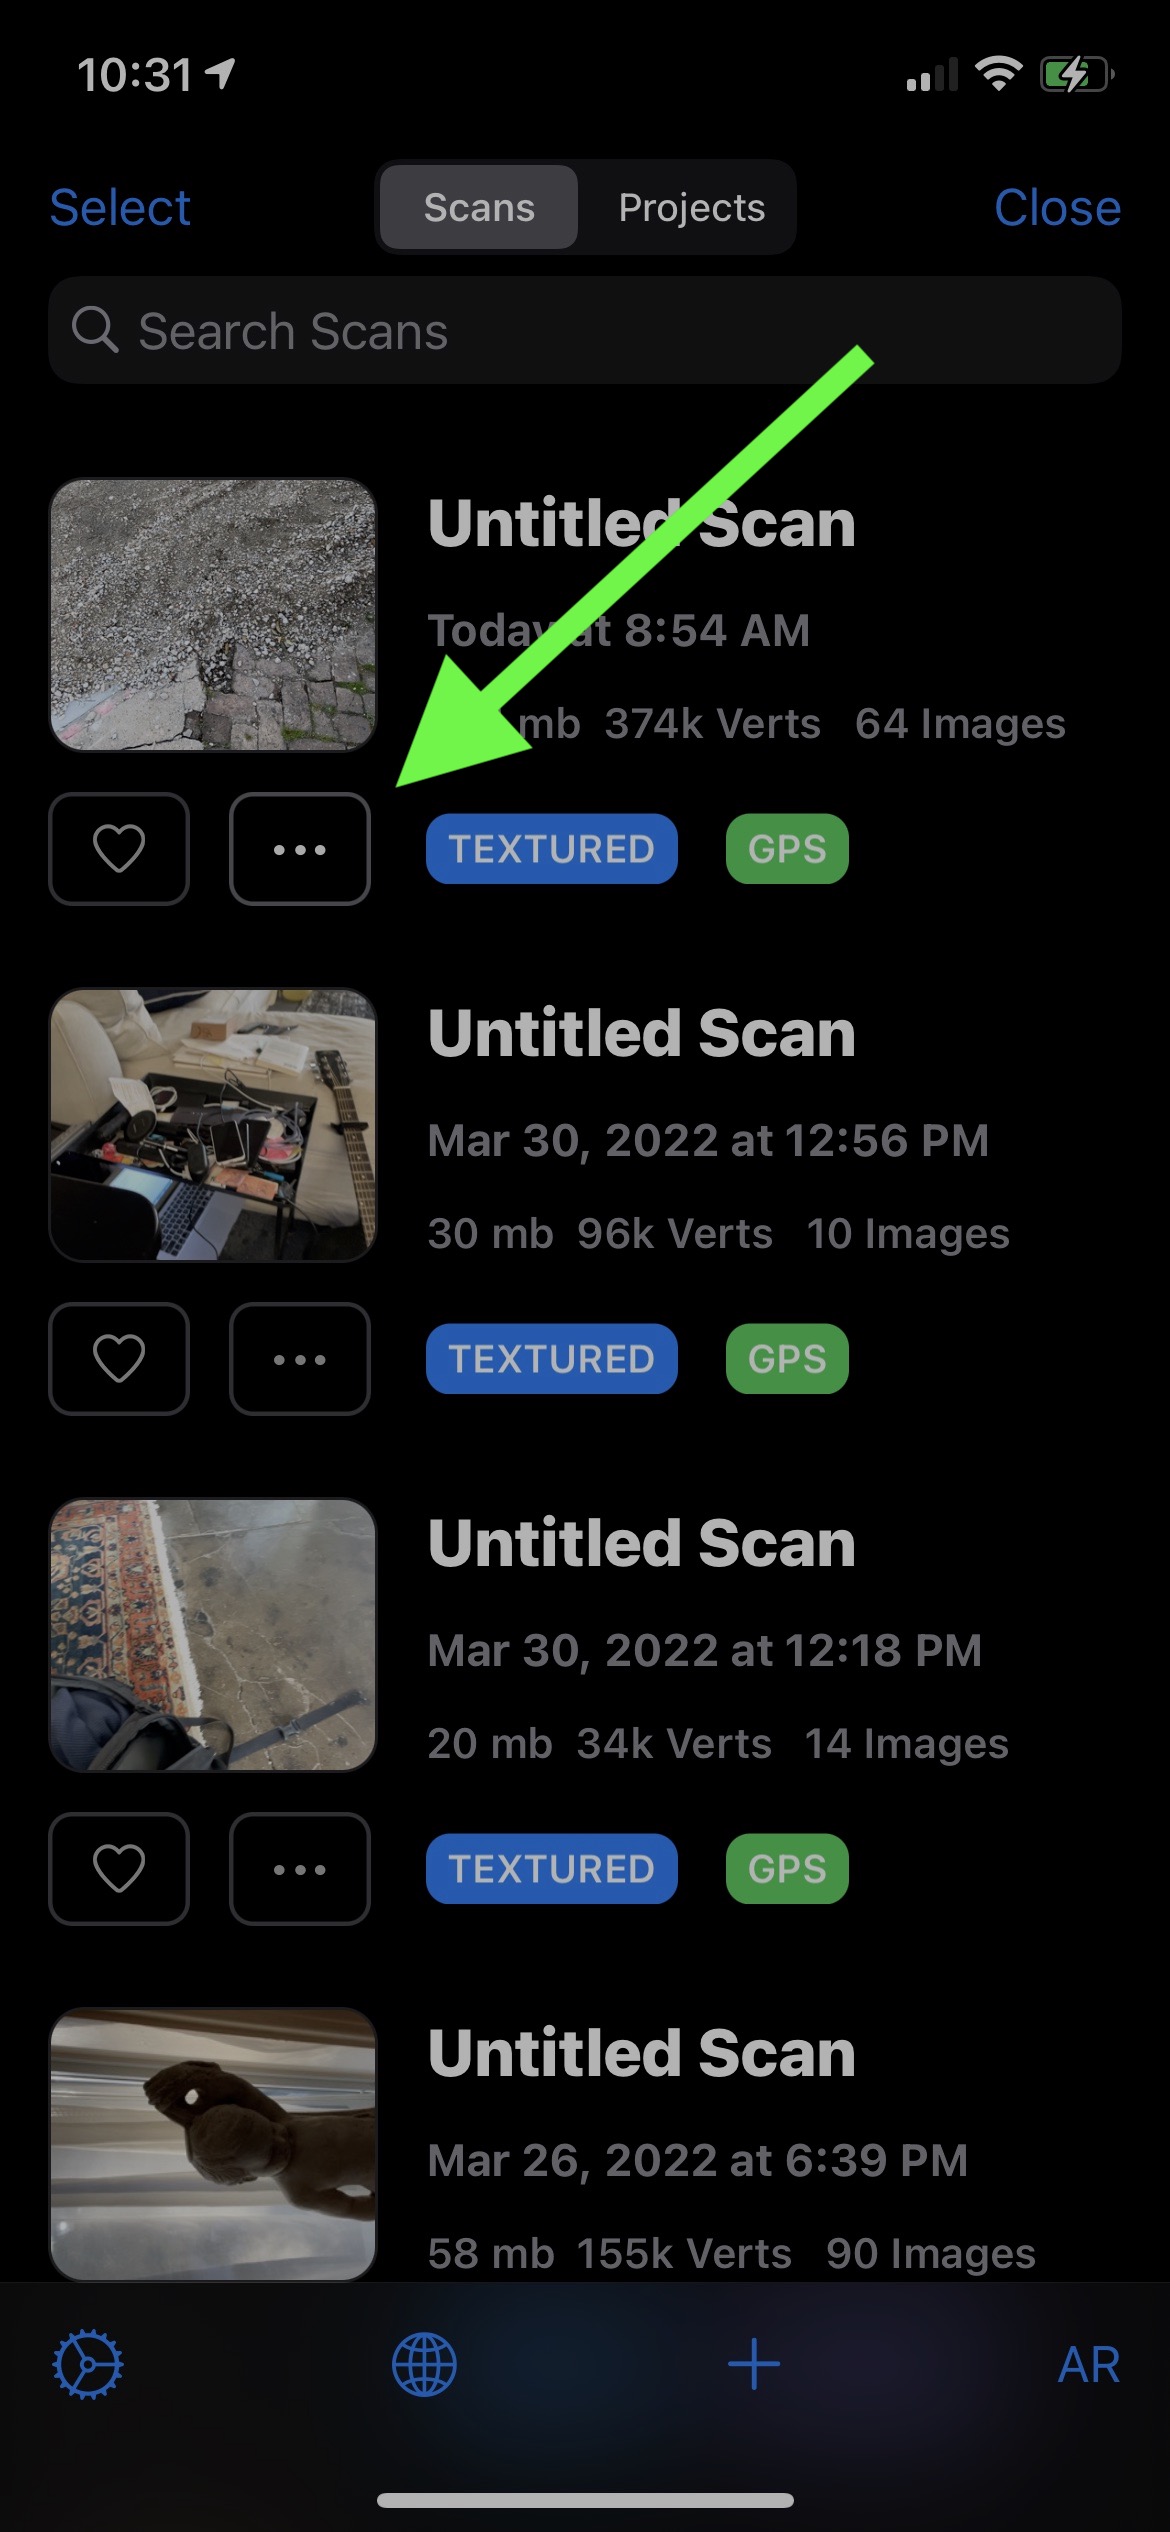 10:31
Select Scans Projects Close
Search Scans
Untitled Scan
Today at 8:54 AM
mb 374k Verts 64 Images
TEXTURED GPS
Untitled Scan
Mar 30, 2022 at 12:56 PM
30 mb 96k Verts 10 Images
TEXTURED GPS
Untitled Scan
Mar 30, 2022 at 12:18 PM
20 mb 34k Verts 14 Images
TEXTURED GPS
Untitled Scan
Mar 26, 2022 at 6:39 PM
58 mb 155k Verts 90 Images
AR